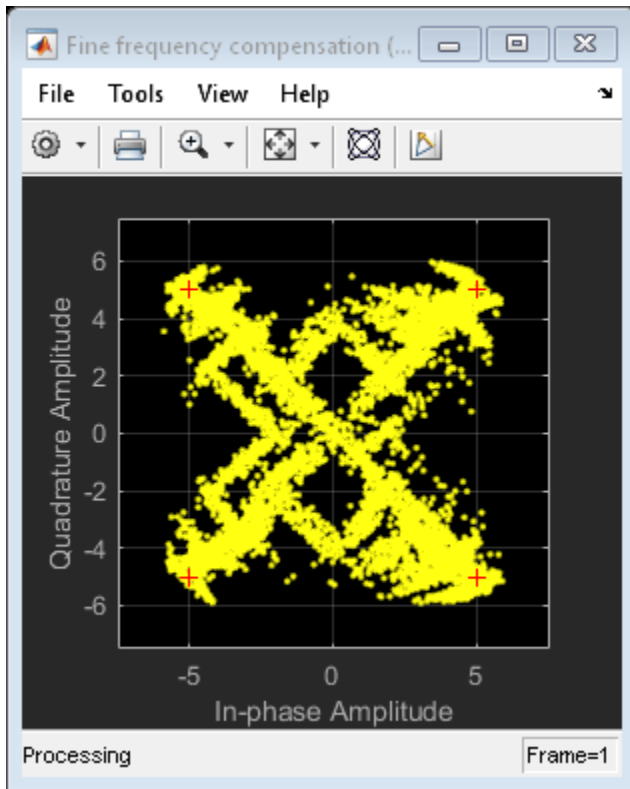 Fine frequency compensation (...
File Tools View Help
6
4
2
0
-2
-4
-6
Quadrature Amplitude
-5 0 5
In-phase Amplitude
Processing Frame=1